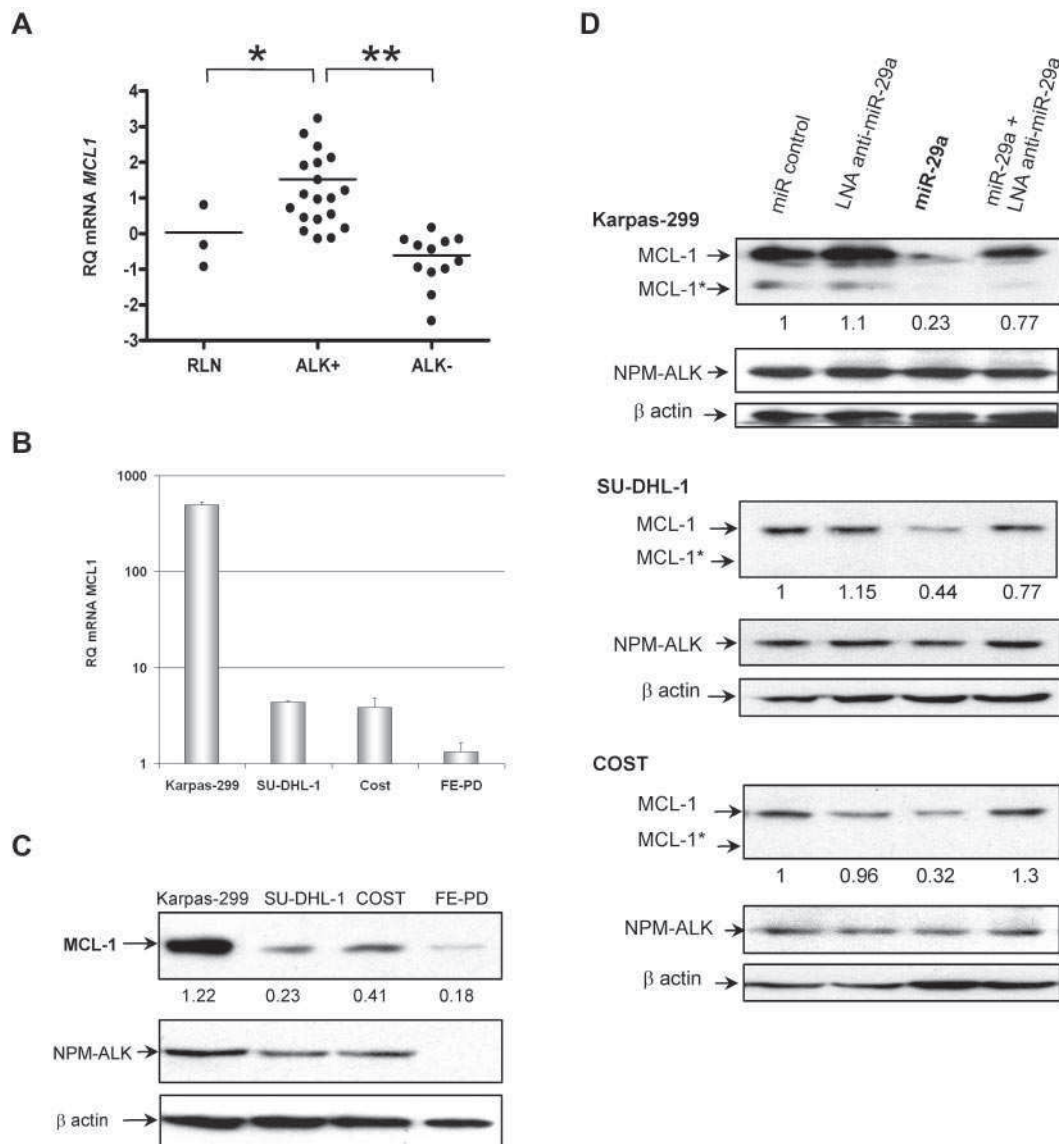 A
* **
RQ mRNA MCL1
4
3
2
1
0
-1
-2
-3
RLN ALK+ ALK-
B
RQ mRNA MCL1
1000
100
10
1
Karpas-299 SU-DHL-1 Cost FE-PD
C
Karpas-299 SU-DHL-1 COST FE-PD
MCL-1
1.22 0.23 0.41 0.18
NPM-ALK
β actin
D
miR control
LNA anti-miR-29a
miR-29a
miR-29a +
LNA anti-miR-29a
Karpas-299
MCL-1
MCL-1*
1 1.1 0.23 0.77
NPM-ALK
β actin
SU-DHL-1
MCL-1
MCL-1*
1 1.15 0.44 0.77
NPM-ALK
β actin
COST
MCL-1
MCL-1*
1 0.96 0.32 1.3
NPM-ALK
β actin